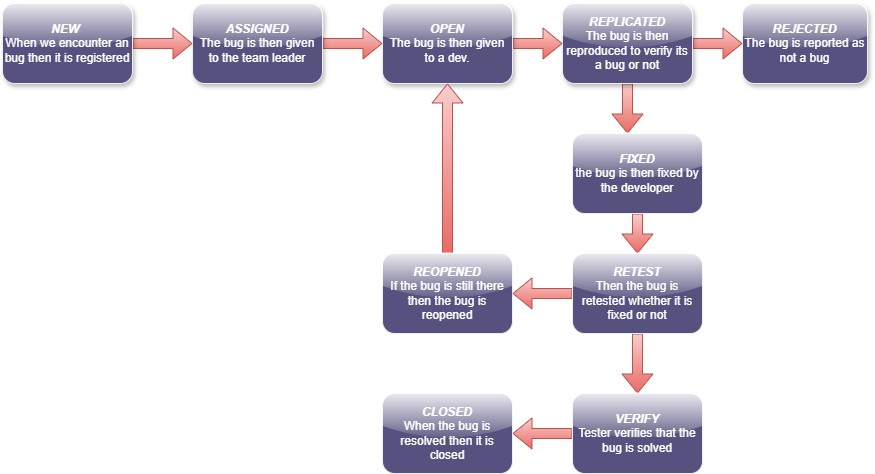 NEW
When we encounter an
bug then it is registered
ASSIGNED
The bug is then given
to the team leader
OPEN
The bug is then given
to a dev.
REPLICATED
The bug is then
reproduced to verify its
a bug or not
REJECTED
The bug is reported as
not a bug
FIXED
the bug is then fixed by
the developer
REOPENED
If the bug is still there
then the bug is
reopened
RETEST
Then the bug is
retested whether it is
fixed or not
CLOSED
When the bug is
resolved then it is
closed
VERIFY
Tester verifies that the
bug is solved